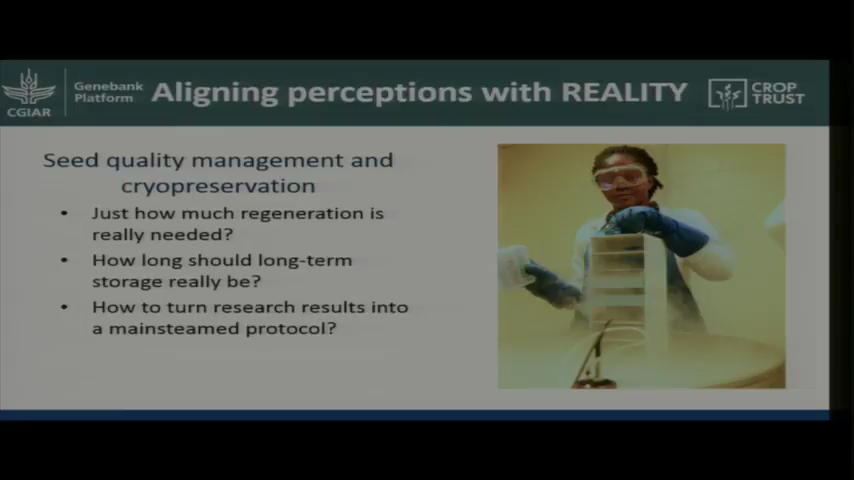 CGIAR
Genebank
Platform
Aligning perceptions with REALITY
CROP
TRUST
Seed quality management and
cryopreservation
• Just how much regeneration is
really needed?
• How long should long-term
storage really be?
• How to turn research results into
a mainsteamed protocol?